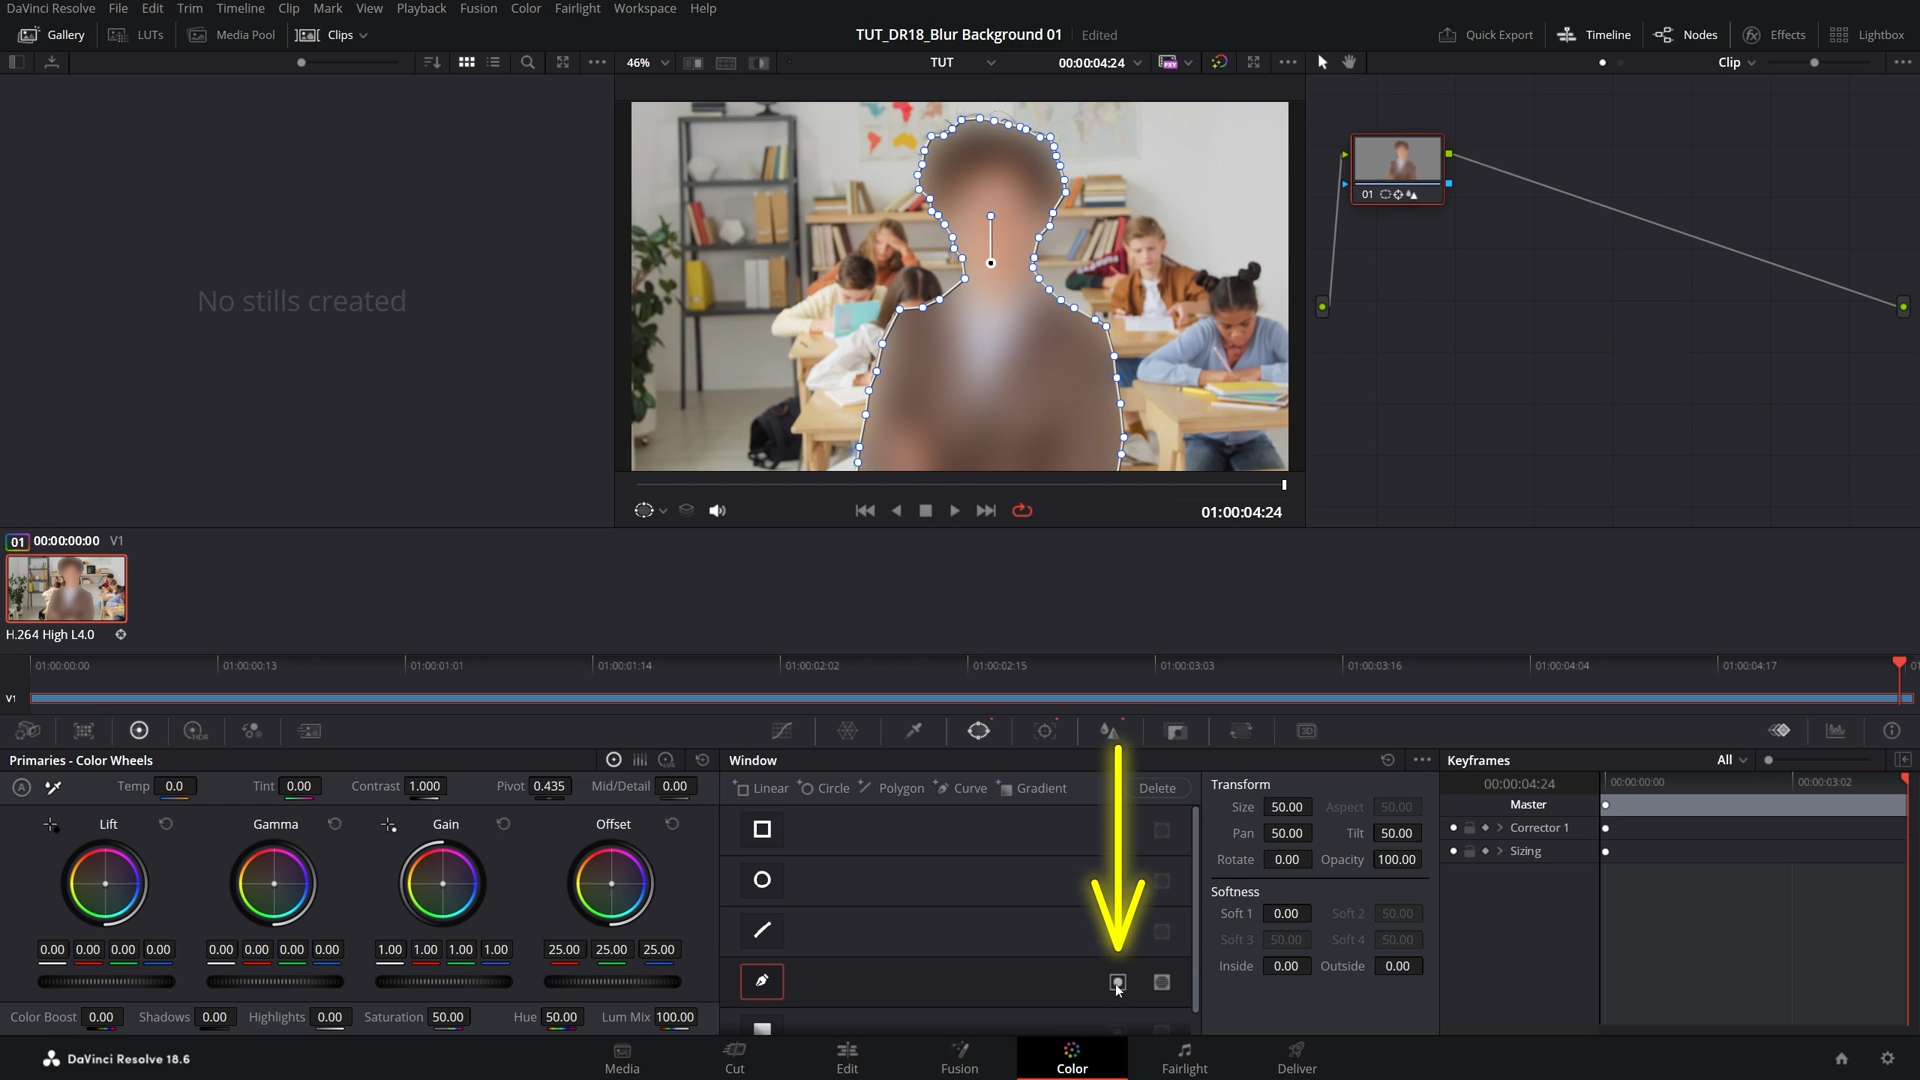 DaVinci Resolve File Edit Trim Timeline Clip Mark View Playback Fusion Color Fairlight Workspace Help
Gallery LUTs Media Pool Clips TUT_DR18_Blur Background 01 Edited Quick Export Timeline Nodes Effects Lightbox
46% TUT 00:00:04:24 Clip
No stills created
01
01:00:04:24
01 00:00:00:00 V1
H.264 High L4.0
01:00:00:00 01:00:00:13 01:00:01:01 01:00:01:14 01:00:02:02 01:00:02:15 01:00:03:03 01:00:03:16 01:00:04:04 01:00:04:17
V1
HDR 3D
Primaries - Color Wheels Window Keyframes All
A Temp 0.0 Tint 0.00 Contrast 1.000 Pivot 0.435 Mid/Detail 0.00
Linear Circle Polygon Curve Gradient Delete
Transform
Size 50.00 Aspect 50.00
Pan 50.00 Tilt 50.00
Rotate 0.00 Opacity 100.00
Softness
Soft 1 0.00 Soft 2 50.00
Soft 3 50.00 Soft 4 50.00
Inside 0.00 Outside 0.00
00:00:04:24 00:00:00:00 00:00:03:02
Master
Corrector 1
Sizing
Lift Gamma Gain Offset
0.00 0.00 0.00 0.00 0.00 0.00 0.00 0.00 1.00 1.00 1.00 1.00 25.00 25.00 25.00
Color Boost 0.00 Shadows 0.00 Highlights 0.00 Saturation 50.00 Hue 50.00 Lum Mix 100.00
DaVinci Resolve 18.6 Media Cut Edit Fusion Color Fairlight Deliver